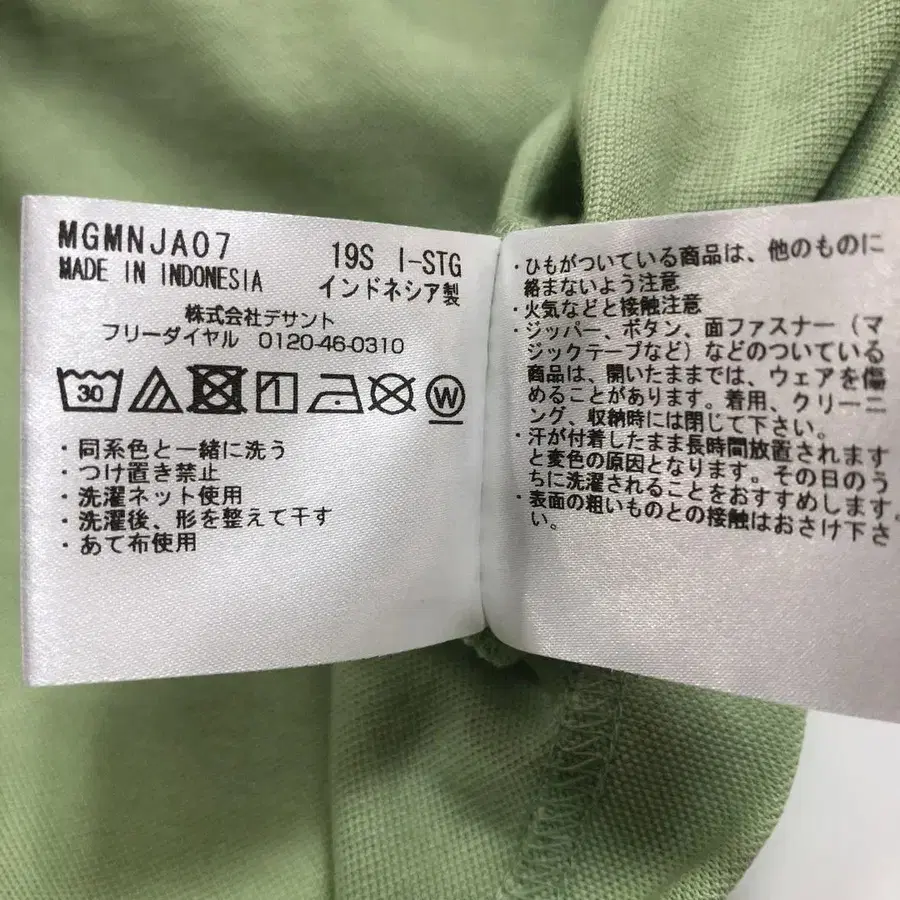 MGMNJA07 19S I-STG
MADE IN INDONESIA インドネシア製
株式会社デサント
フリーダイヤル 0120-46-0310
30 W
・同系色と一緒に洗う
・つけ置き禁止
・洗濯ネット使用
・洗濯後、形を整えて干す
・あて布使用
・ひもがついている商品は、他のものに
絡まないよう注意
・火気などと接触注意
・ジッパー、ボタン、面ファスナー（マ
ジックテープなど）などのついている
商品は、開いたままでは、ウェアを傷
めることがあります。着用、クリーニ
ング、収納時には閉じて下さい。
・汗が付着したまま長時間放置されます
と変色の原因となります。その日のう
ちに洗濯されることをおすすめします。
・表面の粗いものとの接触はおさけ下さ
い。